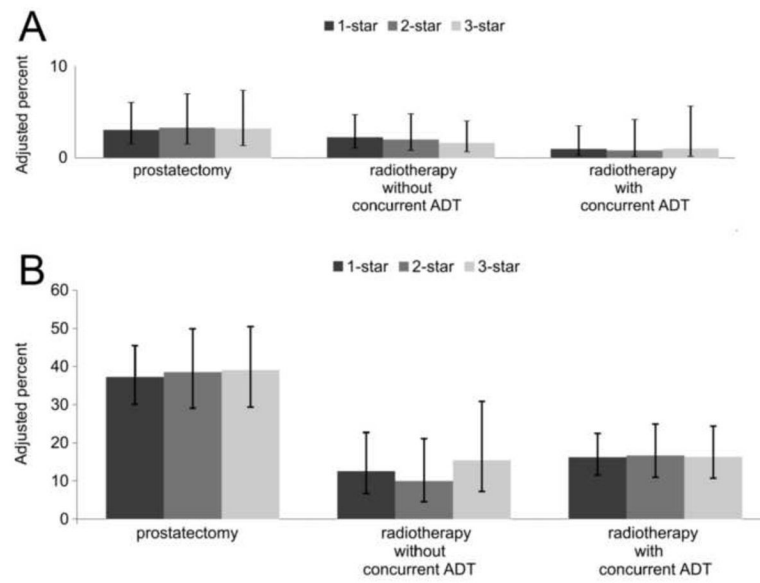 A
1-star 2-star 3-star
Adjusted percent
10
0
prostatectomy
radiotherapy
without
concurrent ADT
radiotherapy
with
concurrent ADT
B
1-star 2-star 3-star
Adjusted percent
60
50
40
30
20
10
0
prostatectomy
radiotherapy
without
concurrent ADT
radiotherapy
with
concurrent ADT